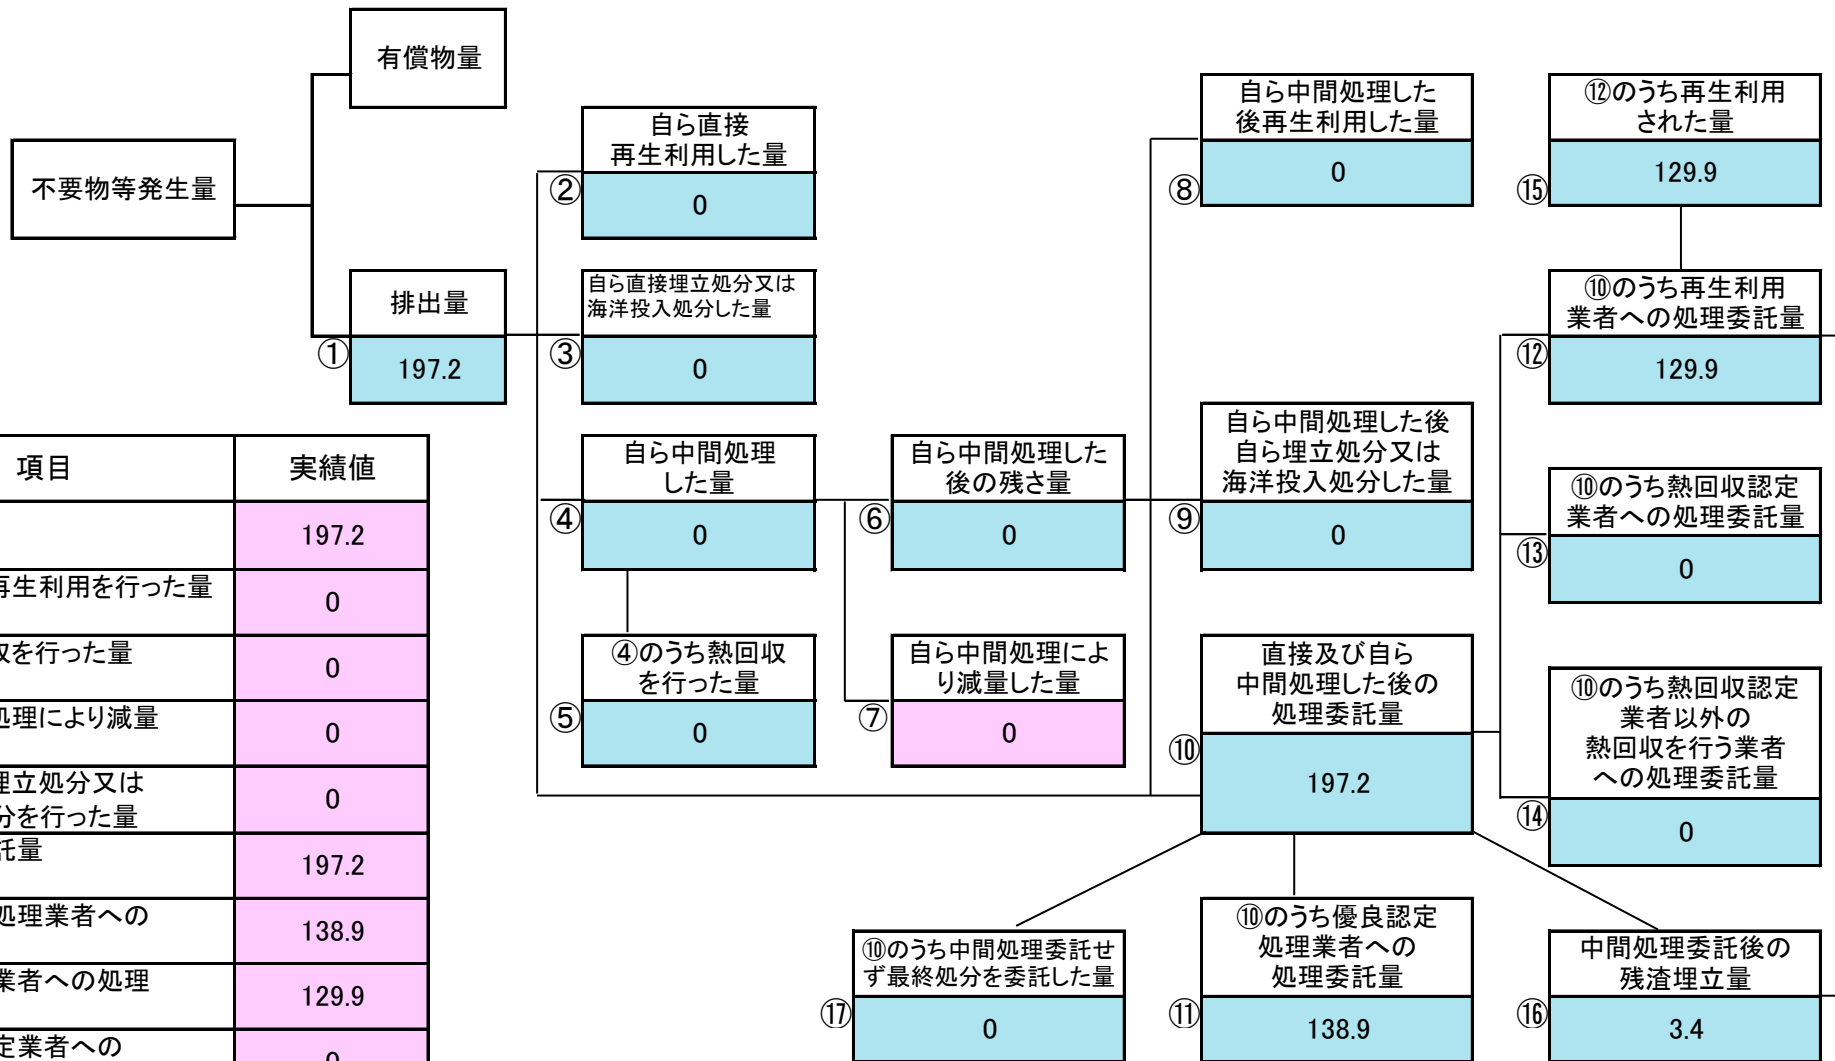 有償物量
不要物等発生量
排出量
①
197.2
自ら直接
再生利用した量
②
0
自ら直接埋立処分又は
海洋投入処分した量
③
0
自ら中間処理
した量
④
0
④のうち熱回収
を行った量
⑤
0
自ら中間処理した
後の残さ量
⑥
0
自ら中間処理によ
り減量した量
⑦
0
自ら中間処理した
後再生利用した量
⑧
0
自ら中間処理した後
自ら埋立処分又は
海洋投入処分した量
⑨
0
直接及び自ら
中間処理した後の
処理委託量
⑩
197.2
⑩のうち優良認定
処理業者への
処理委託量
⑪
138.9
⑫のうち再生利用
された量
⑮
129.9
⑩のうち再生利用
業者への処理委託量
⑫
129.9
⑩のうち熱回収認定
業者への処理委託量
⑬
0
⑩のうち熱回収認定
業者以外の
熱回収を行う業者
への処理委託量
⑭
0
中間処理委託後の
残渣埋立量
⑯
3.4
⑩のうち中間処理委託せ
ず最終処分を委託した量
⑰
0
項目
実績値
197.2
再生利用を行った量
0
収を行った量
0
処理により減量
0
埋立処分又は
分を行った量
0
託量
197.2
処理業者への
138.9
業者への処理
129.9
定業者への
0